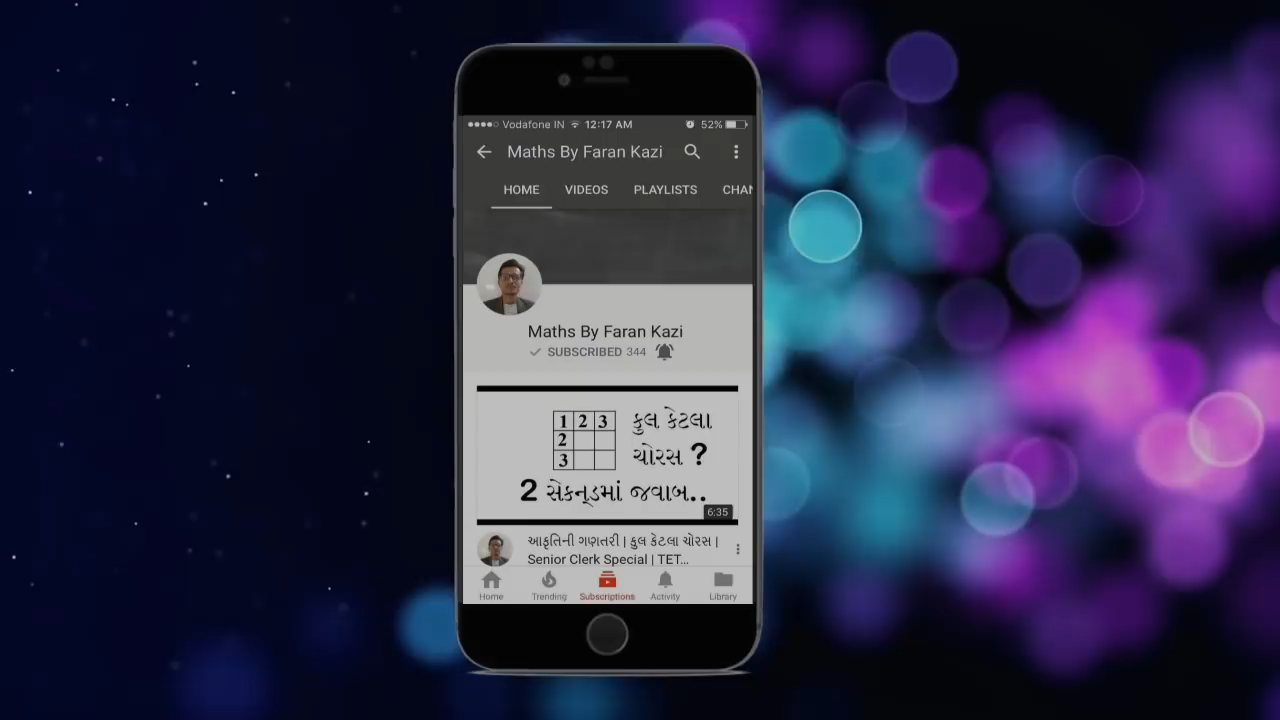 Vodafone IN 12:17 AM 52%
Maths By Faran Kazi
HOME VIDEOS PLAYLISTS CHAN
Maths By Faran Kazi
SUBSCRIBED 344
1 2 3 કુલ કેટલા
2
ચોરસ ?
3
2 સેકન્ડમાં જવાબ..
6:35
આકૃતિની ગણતરી | કુલ કેટલા ચોરસ |
Senior Clerk Special | TET...
Home Trending Subscriptions Activity Library